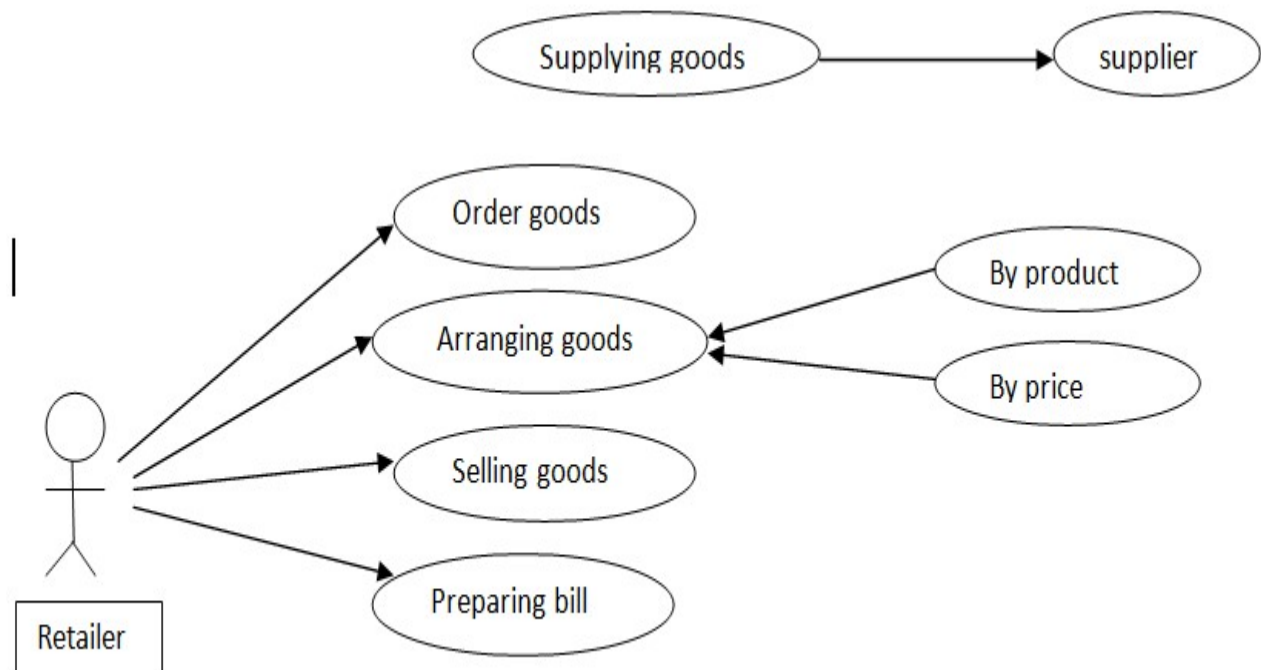 Supplying goods
supplier
Order goods
By product
Arranging goods
By price
Selling goods
Preparing bill
Retailer